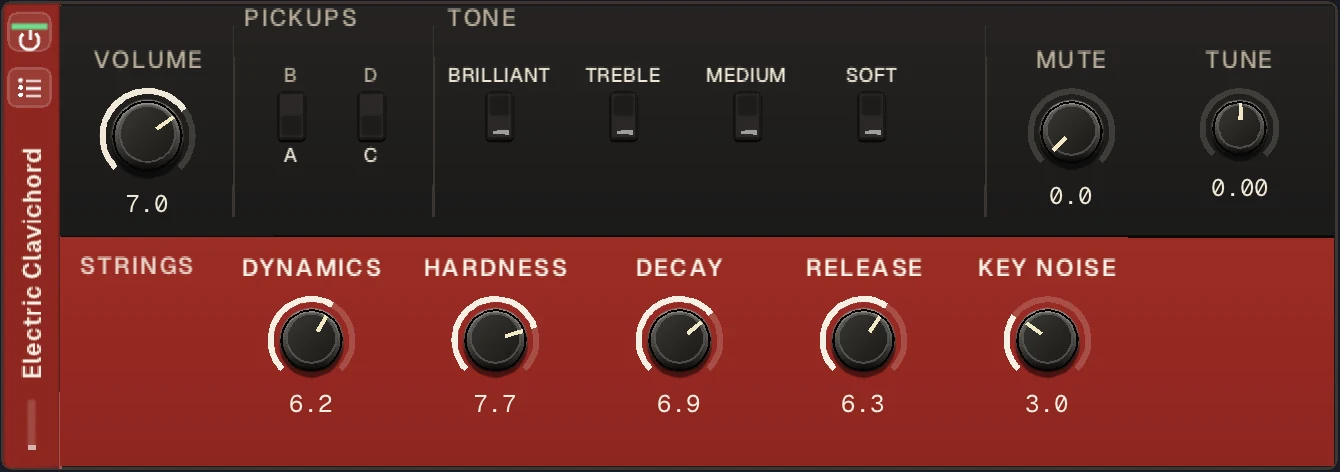 Electric Clavichord
PICKUPS TONE
VOLUME MUTE TUNE
B D BRILLIANT TREBLE MEDIUM SOFT
A C
7.0 0.0 0.00
STRINGS DYNAMICS HARDNESS DECAY RELEASE KEY NOISE
6.2 7.7 6.9 6.3 3.0